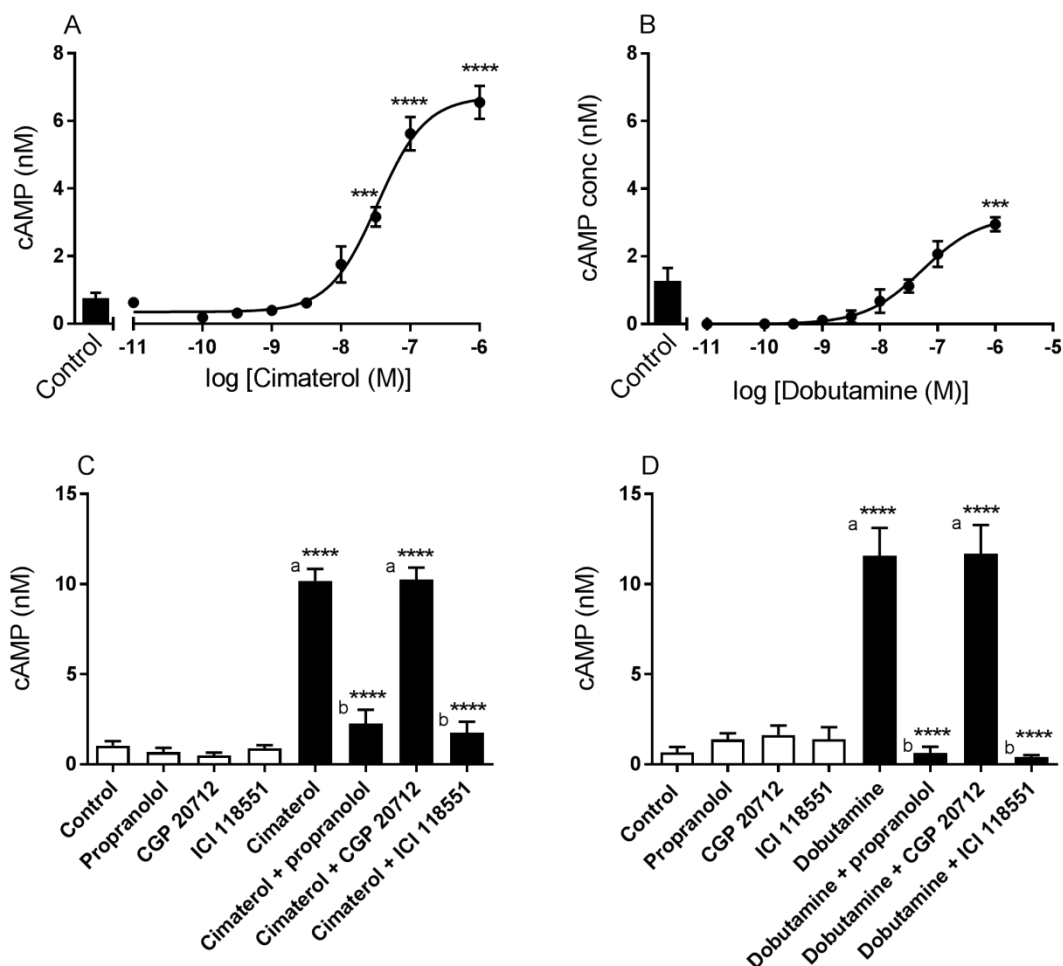 A
cAMP (nM)
8
6
4
2
0
***
****
****
Control
-11 -10 -9 -8 -7 -6
log [Cimaterol (M)]
B
cAMP conc (nM)
8
6
4
2
0
***
Control
-11 -10 -9 -8 -7 -6 -5
log [Dobutamine (M)]
C
cAMP (nM)
15
10
5
0
a ****
b ****
a ****
b ****
Control
Propranolol
CGP 20712
ICI 118551
Cimaterol
Cimaterol + propranolol
Cimaterol + CGP 20712
Cimaterol + ICI 118551
D
cAMP (nM)
15
10
5
0
a ****
b ****
a ****
b ****
Control
Propranolol
CGP 20712
ICI 118551
Dobutamine
Dobutamine + propranolol
Dobutamine + CGP 20712
Dobutamine + ICI 118551